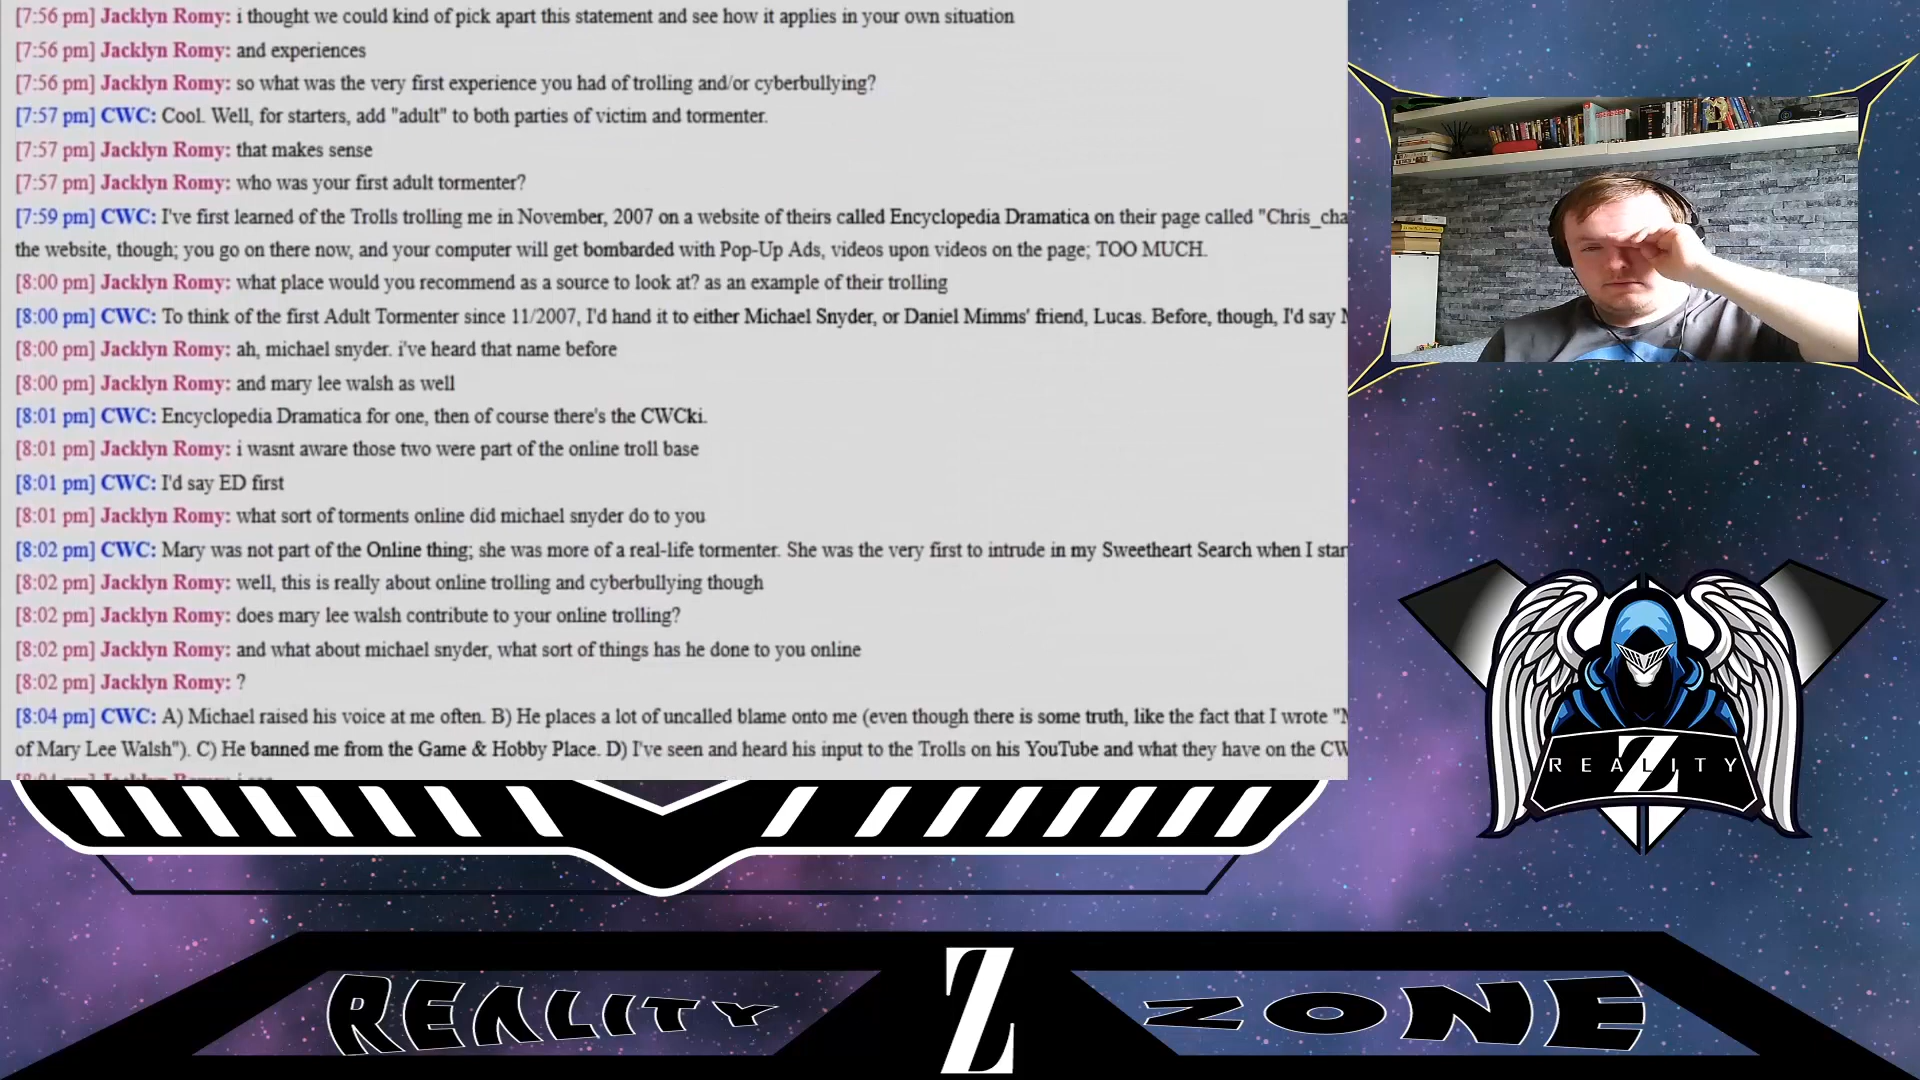 [7:56 pm] Jacklyn Romy: i thought we could kind of pick apart this statement and see how it applies in your own situation
[7:56 pm] Jacklyn Romy: and experiences
[7:56 pm] Jacklyn Romy: so what was the very first experience you had of trolling and/or cyberbullying?
[7:57 pm] CWC: Cool. Well, for starters, add "adult" to both parties of victim and tormenter.
[7:57 pm] Jacklyn Romy: that makes sense
[7:57 pm] Jacklyn Romy: who was your first adult tormenter?
[7:59 pm] CWC: I've first learned of the Trolls trolling me in November, 2007 on a website of theirs called Encyclopedia Dramatica on their page called "Chris_cha
the website, though; you go on there now, and your computer will get bombarded with Pop-Up Ads, videos upon videos on the page; TOO MUCH.
[8:00 pm] Jacklyn Romy: what place would you recommend as a source to look at? as an example of their trolling
[8:00 pm] CWC: To think of the first Adult Tormenter since 11/2007, I'd hand it to either Michael Snyder, or Daniel Mimms' friend, Lucas. Before, though, I'd say
[8:00 pm] Jacklyn Romy: ah, michael snyder. i've heard that name before
[8:00 pm] Jacklyn Romy: and mary lee walsh as well
[8:01 pm] CWC: Encyclopedia Dramatica for one, then of course there's the CWCki.
[8:01 pm] Jacklyn Romy: i wasnt aware those two were part of the online troll base
[8:01 pm] CWC: I'd say ED first
[8:01 pm] Jacklyn Romy: what sort of torments online did michael snyder do to you
[8:02 pm] CWC: Mary was not part of the Online thing; she was more of a real-life tormenter. She was the very first to intrude in my Sweetheart Search when I star
[8:02 pm] Jacklyn Romy: well, this is really about online trolling and cyberbullying though
[8:02 pm] Jacklyn Romy: does mary lee walsh contribute to your online trolling?
[8:02 pm] Jacklyn Romy: and what about michael snyder, what sort of things has he done to you online
[8:02 pm] Jacklyn Romy: ?
[8:04 pm] CWC: A) Michael raised his voice at me often. B) He places a lot of uncalled blame onto me (even though there is some truth, like the fact that I wrote "
of Mary Lee Walsh"). C) He banned me from the Game & Hobby Place. D) I've seen and heard his input to the Trolls on his YouTube and what they have on the CW
REALITY
Z
REALITY Z ZONE